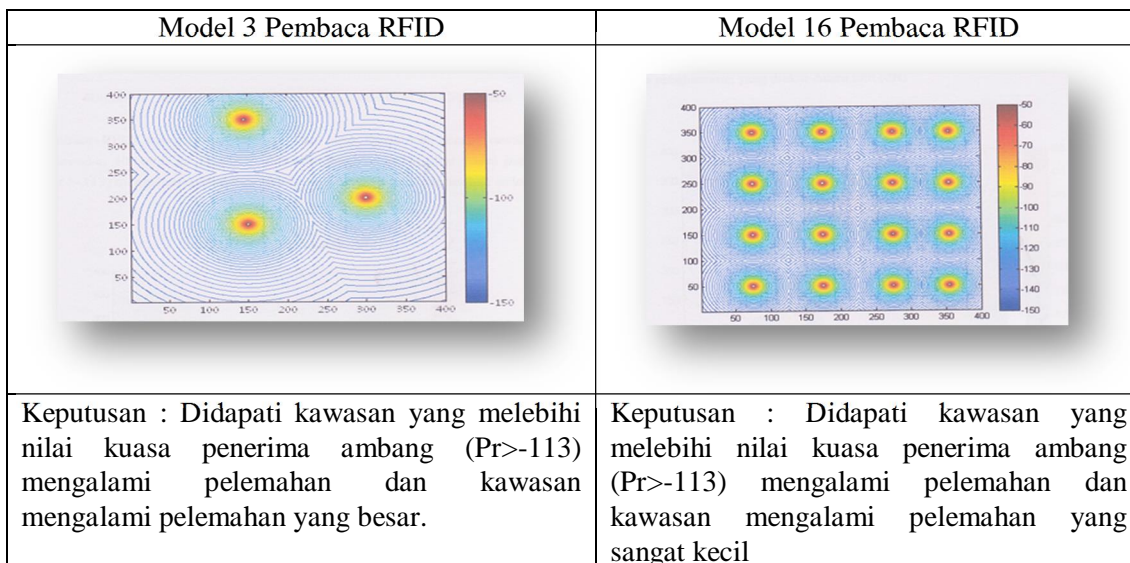 Model 3 Pembaca RFID
400
350
300
250
200
150
100
50
50 100 150 200 250 300 350 400
-50
-100
-150
Keputusan : Didapati kawasan yang melebihi
nilai kuasa penerima ambang (Pr>-113)
mengalami pelemahan dan kawasan
mengalami pelemahan yang besar.
Model 16 Pembaca RFID
400
350
300
250
200
150
100
50
50 100 150 200 250 300 350 400
-50
-60
-70
-80
-90
-100
-110
-120
-130
-140
-150
Keputusan : Didapati kawasan yang
melebihi nilai kuasa penerima ambang
(Pr>-113) mengalami pelemahan dan
kawasan mengalami pelemahan yang
sangat kecil